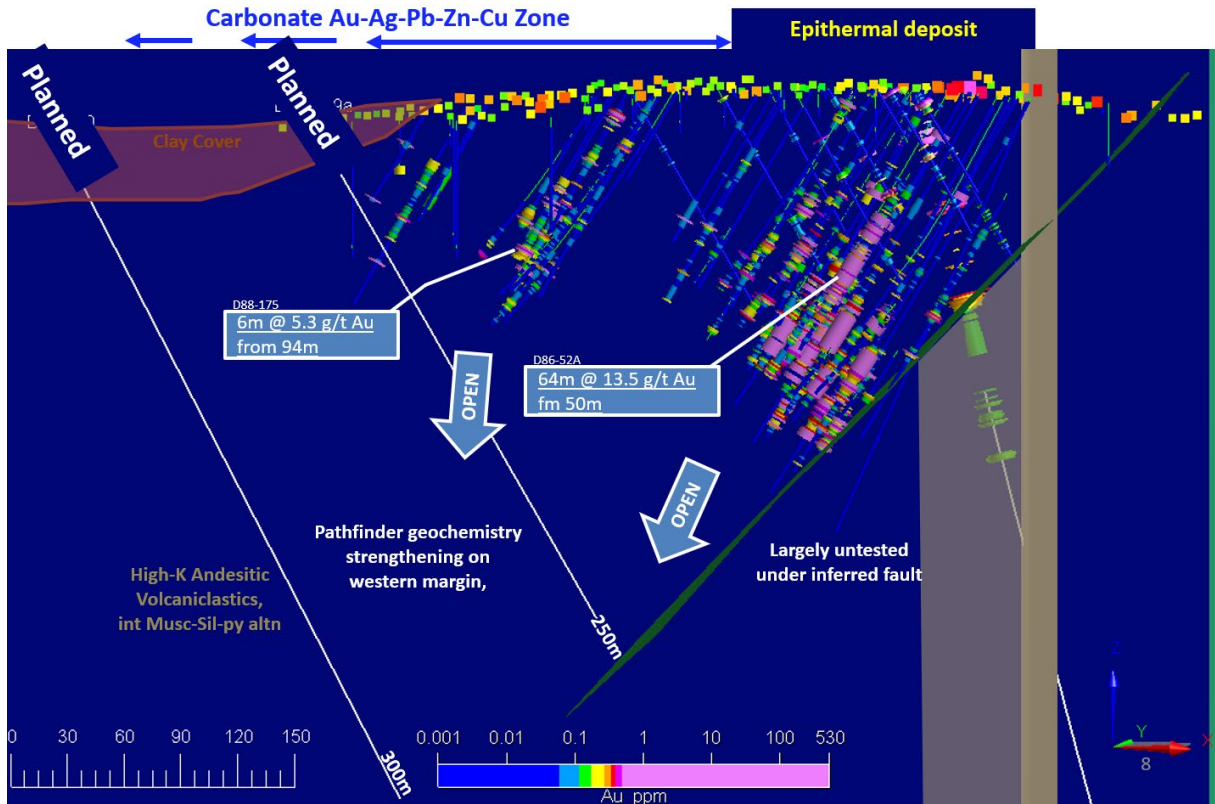 Carbonate Au-Ag-Pb-Zn-Cu Zone
Epithermal deposit
Planned
Planned
9a
Clay Cover
D88-175
6m @ 5.3 g/t Au
from 94m
D86-52A
64m @ 13.5 g/t Au
fm 50m
OPEN
OPEN
Pathfinder geochemistry
strengthening on
western margin,
Largely untested
under inferred fault
High-K Andesitic
Volcaniclastics,
int Musc-Sil-py altn
250m
300m
0 30 60 90 120 150
0.001 0.01 0.1 1 10 100 530
Au ppm
Z
Y
X
8